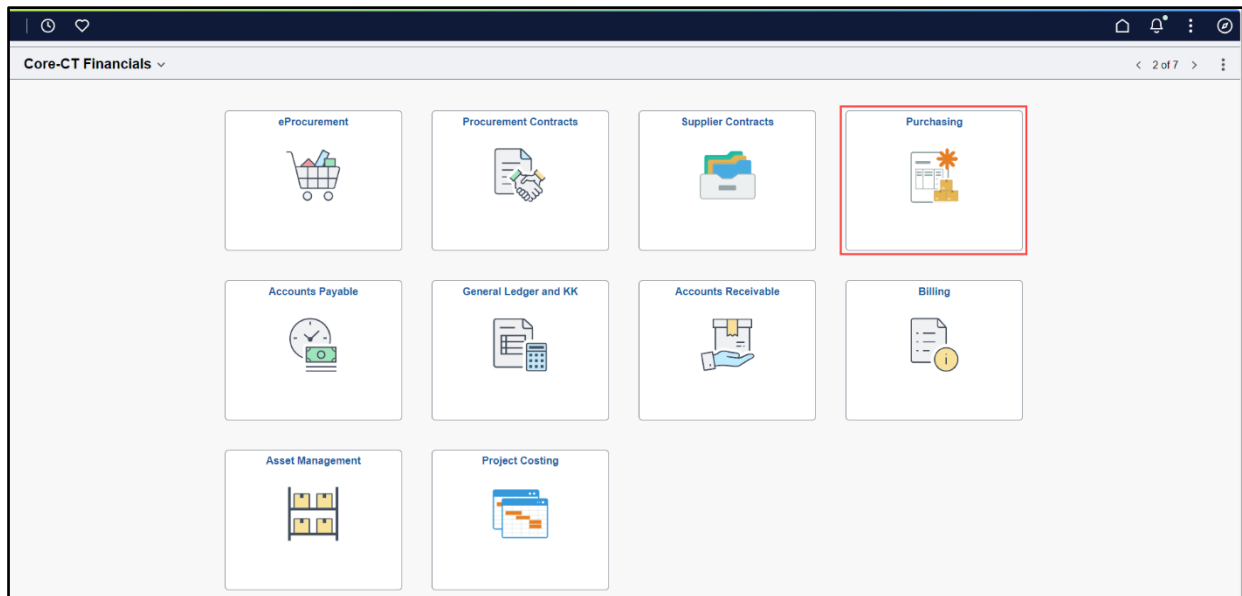 Core-CT Financials
2 of 7
eProcurement
Procurement Contracts
Supplier Contracts
Purchasing
Accounts Payable
General Ledger and KK
Accounts Receivable
Billing
i
Asset Management
Project Costing